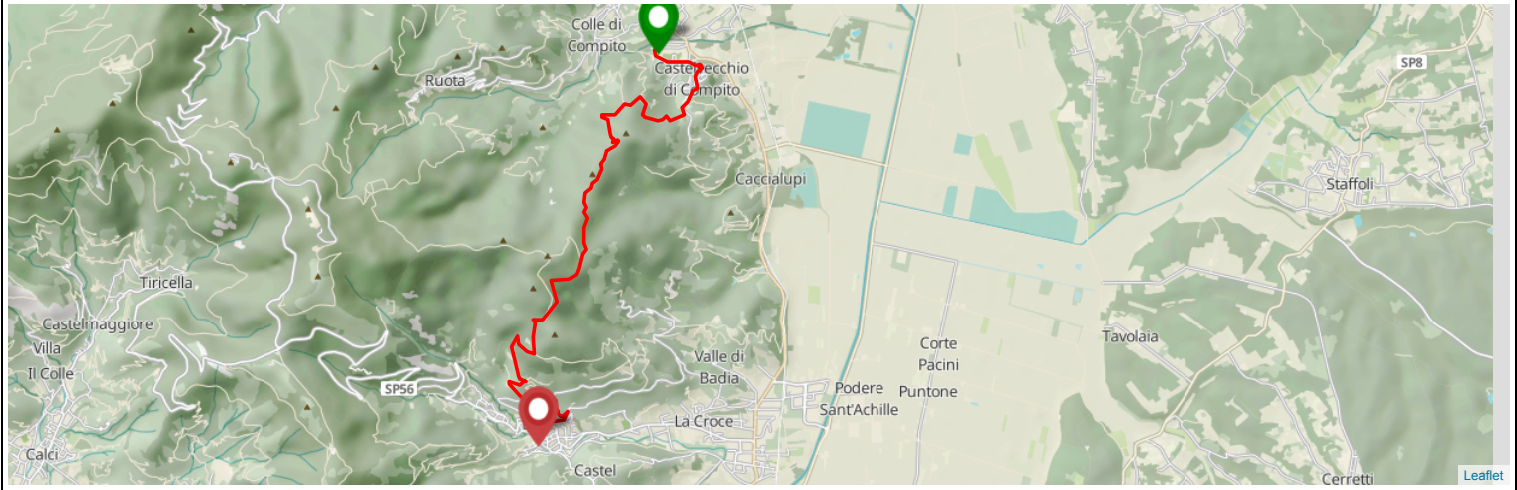 Colle di
Compito
Castelvecchio
di Compito
Ruota
SP8
Caccialupi
Staffoli
Tiricella
Castelmaggiore
Villa
Il Colle
Tavolaia
Corte
Pacini
Valle di
Badia
SP56
Podere
Sant'Achille
Puntone
La Croce
Calci
Castel
Cerretti
Leaflet